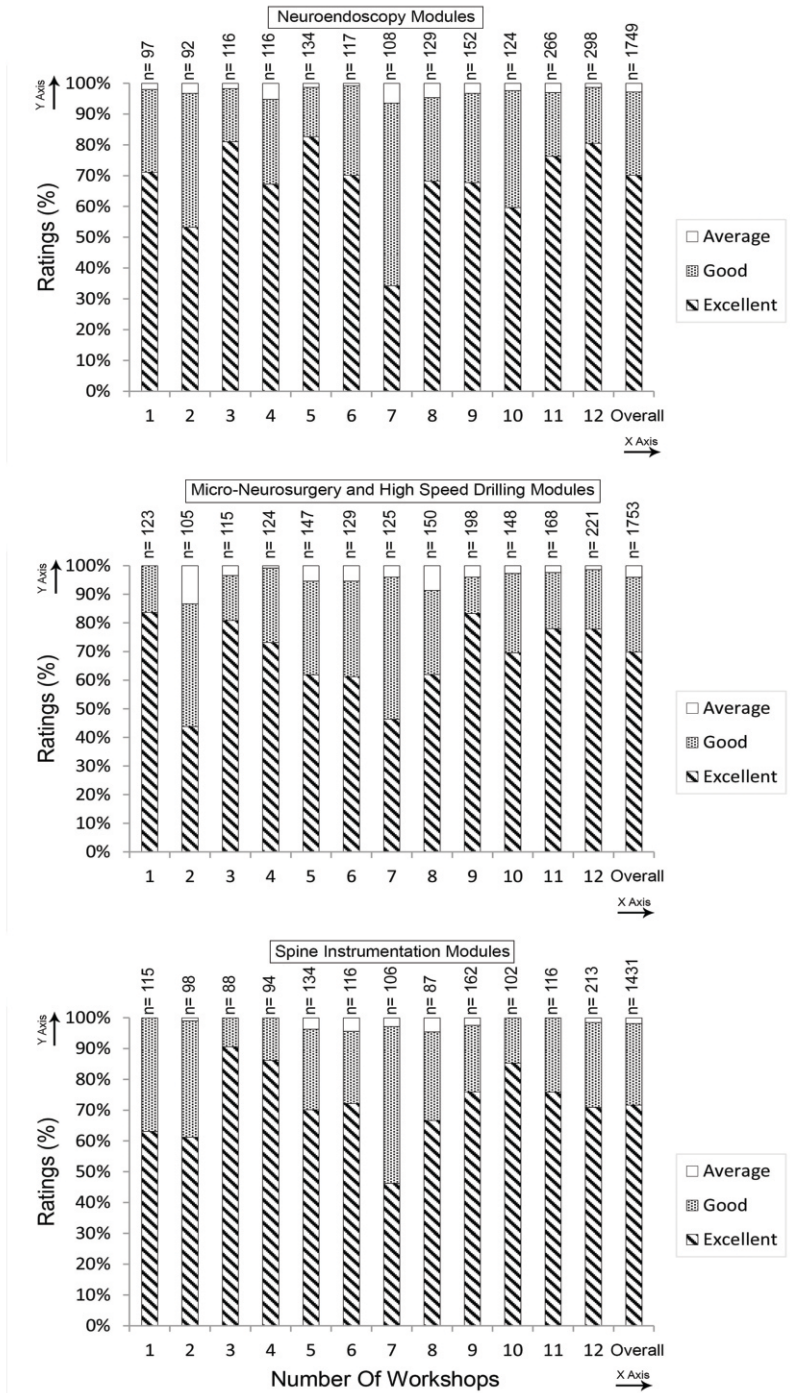 Neuroendoscopy Modules
n= 97 n= 92 n= 116 n= 116 n= 134 n= 117 n= 108 n= 129 n= 152 n= 124 n= 266 n= 298 n= 1749
Y Axis
Ratings (%)
100%
90%
80%
70%
60%
50%
40%
30%
20%
10%
0%
1 2 3 4 5 6 7 8 9 10 11 12 Overall
X Axis
Average
Good
Excellent
Micro-Neurosurgery and High Speed Drilling Modules
n= 123 n= 105 n= 115 n= 124 n= 147 n= 129 n= 125 n= 150 n= 198 n= 148 n= 168 n= 221 n= 1753
Y Axis
Ratings (%)
100%
90%
80%
70%
60%
50%
40%
30%
20%
10%
0%
1 2 3 4 5 6 7 8 9 10 11 12 Overall
X Axis
Average
Good
Excellent
Spine Instrumentation Modules
n= 115 n= 98 n= 88 n= 94 n= 134 n= 116 n= 106 n= 87 n= 162 n= 102 n= 116 n= 213 n= 1431
Y Axis
Ratings (%)
100%
90%
80%
70%
60%
50%
40%
30%
20%
10%
0%
1 2 3 4 5 6 7 8 9 10 11 12 Overall
Number Of Workshops
X Axis
Average
Good
Excellent